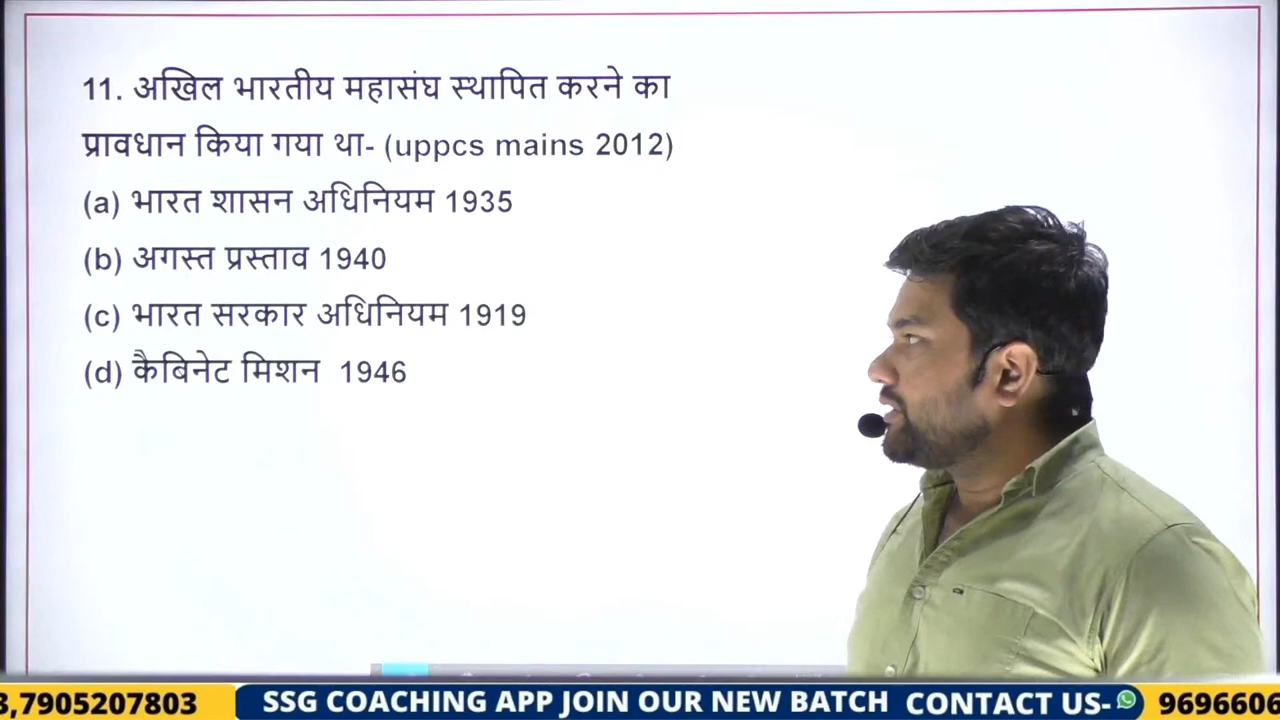 11. अखिल भारतीय महासंघ स्थापित करने का
प्रावधान किया गया था- (uppcs mains 2012)
(a) भारत शासन अधिनियम 1935
(b) अगस्त प्रस्ताव 1940
(c) भारत सरकार अधिनियम 1919
(d) कैबिनेट मिशन 1946
3,7905207803 SSG COACHING APP JOIN OUR NEW BATCH CONTACT US- 9696606